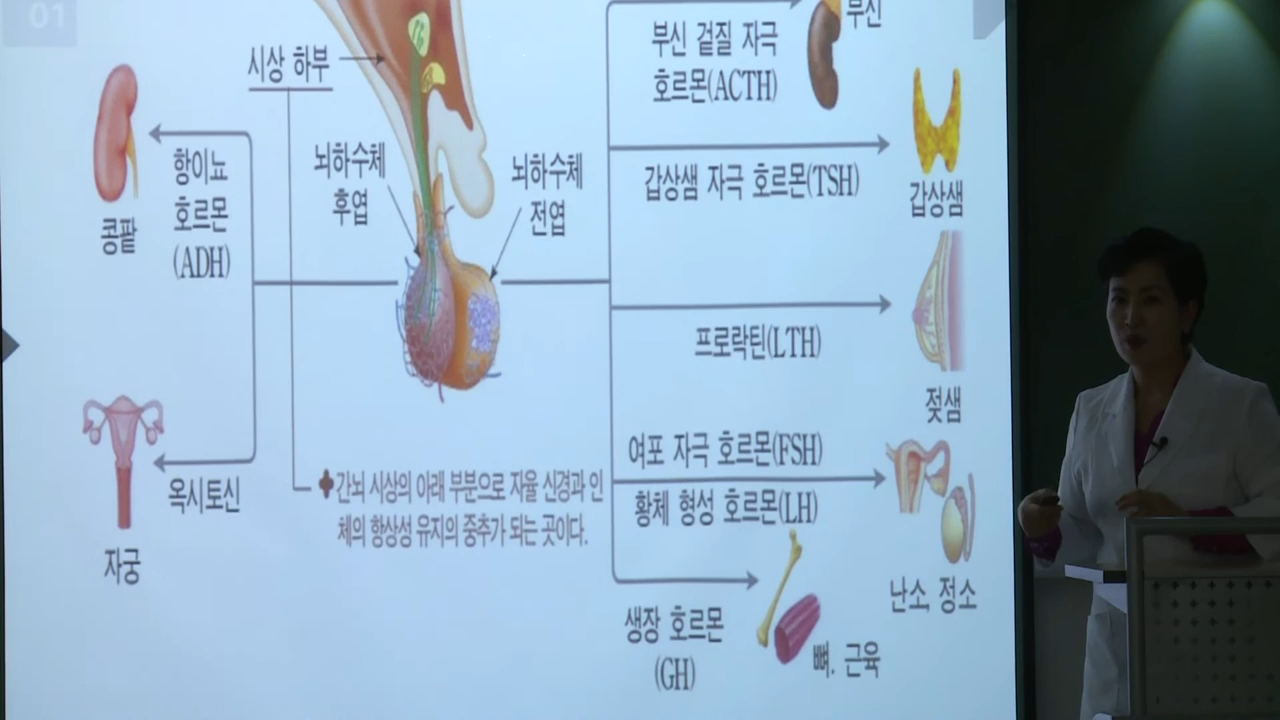 01
시상 하부
항이뇨
호르몬
(ADH)
콩팥
뇌하수체
후엽
뇌하수체
전엽
옥시토신
자궁
간뇌 시상의 아래 부분으로 자율 신경과 인
체의 항상성 유지의 중추가 되는 곳이다.
부신 겉질 자극
호르몬(ACTH)
부신
갑상샘 자극 호르몬(TSH)
갑상샘
프로락틴(LTH)
젖샘
여포 자극 호르몬(FSH)
황체 형성 호르몬(LH)
난소, 정소
생장 호르몬
(GH)
뼈. 근육